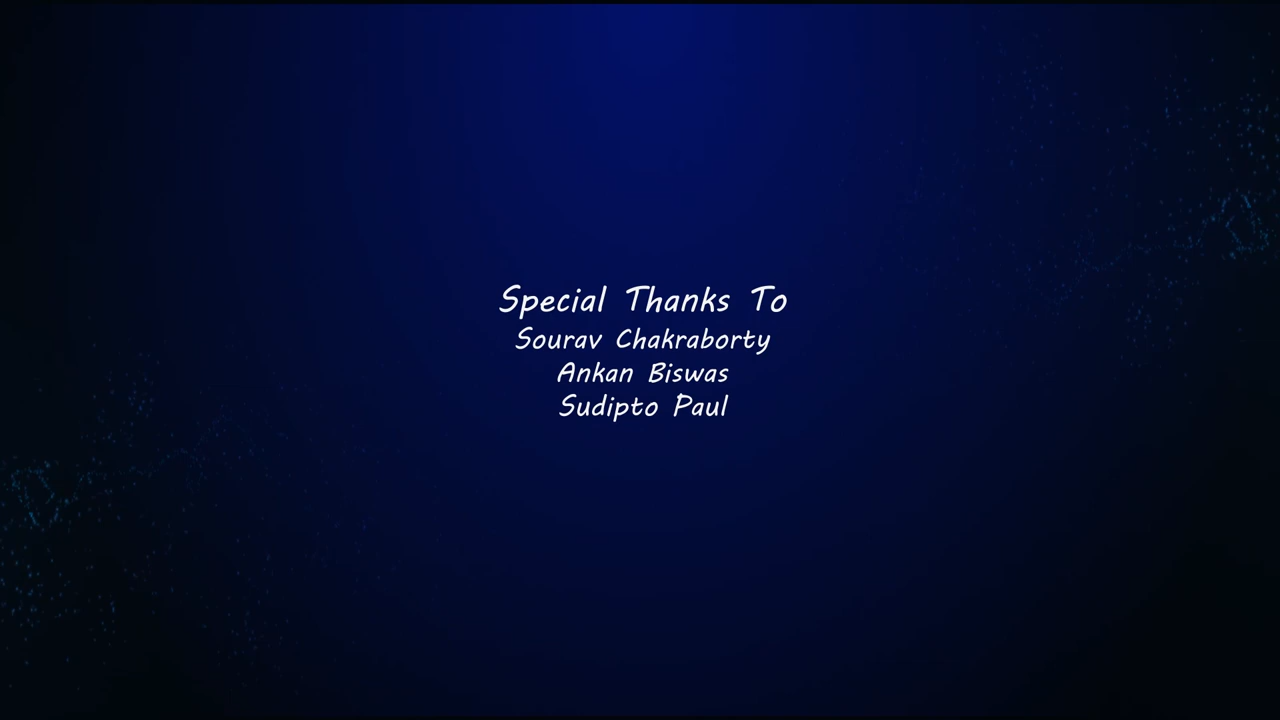 Special Thanks To
Sourav Chakraborty
Ankan Biswas
Sudipto Paul